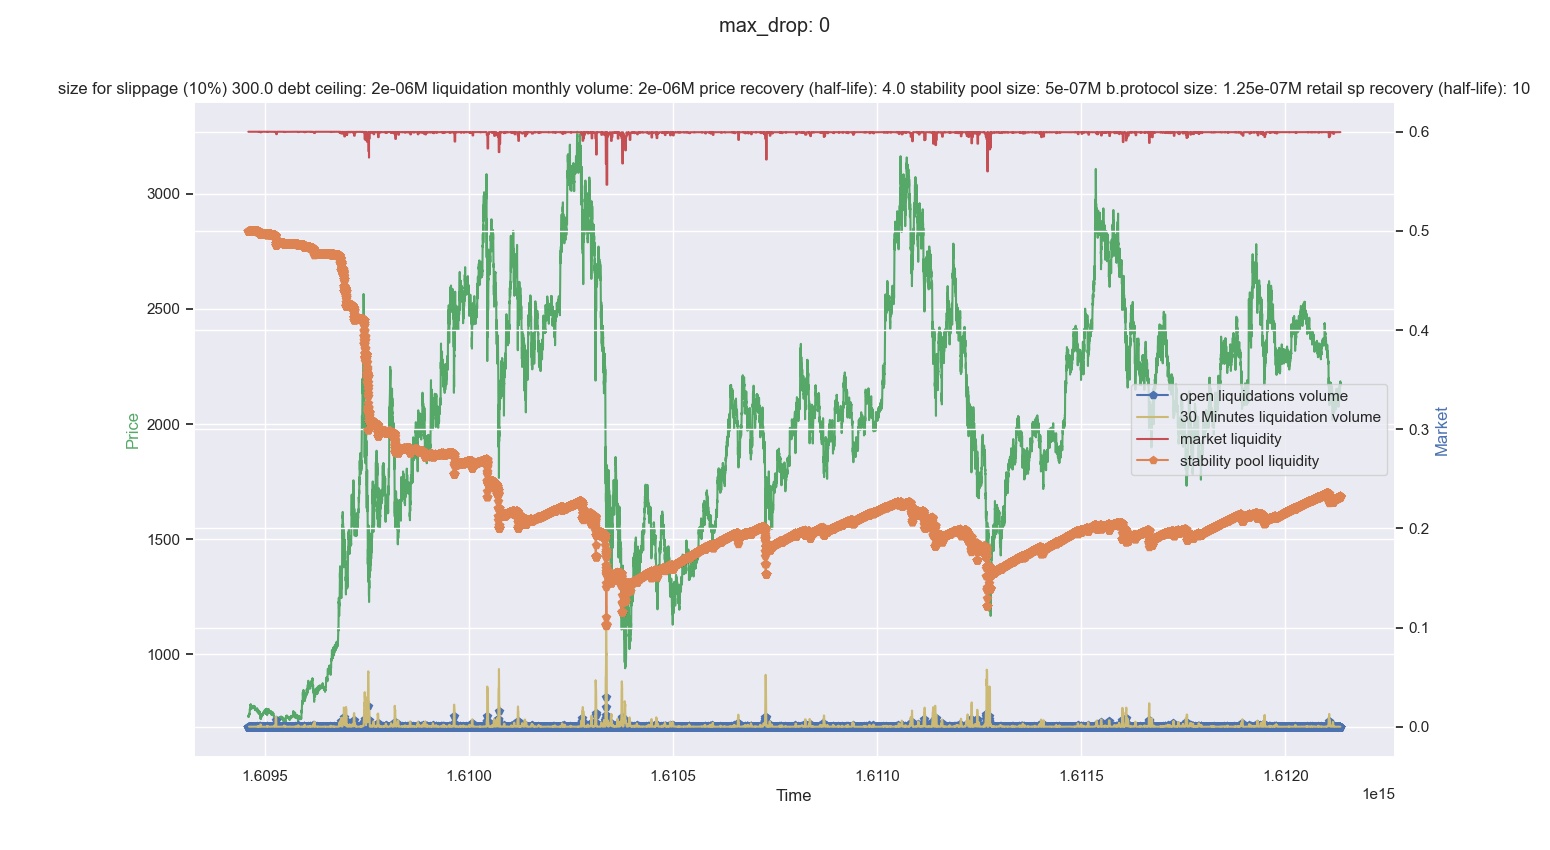 max_drop: 0
size for slippage (10%) 300.0 debt ceiling: 2e-06M liquidation monthly volume: 2e-06M price recovery (half-life): 4.0 stability pool size: 5e-07M b.protocol size: 1.25e-07M retail sp recovery (half-life): 10
3000
2500
2000
1500
1000
Price
0.6
0.5
0.4
0.3
0.2
0.1
0.0
Market
open liquidations volume
30 Minutes liquidation volume
market liquidity
stability pool liquidity
1.6095 1.6100 1.6105 1.6110 1.6115 1.6120
Time
1e15